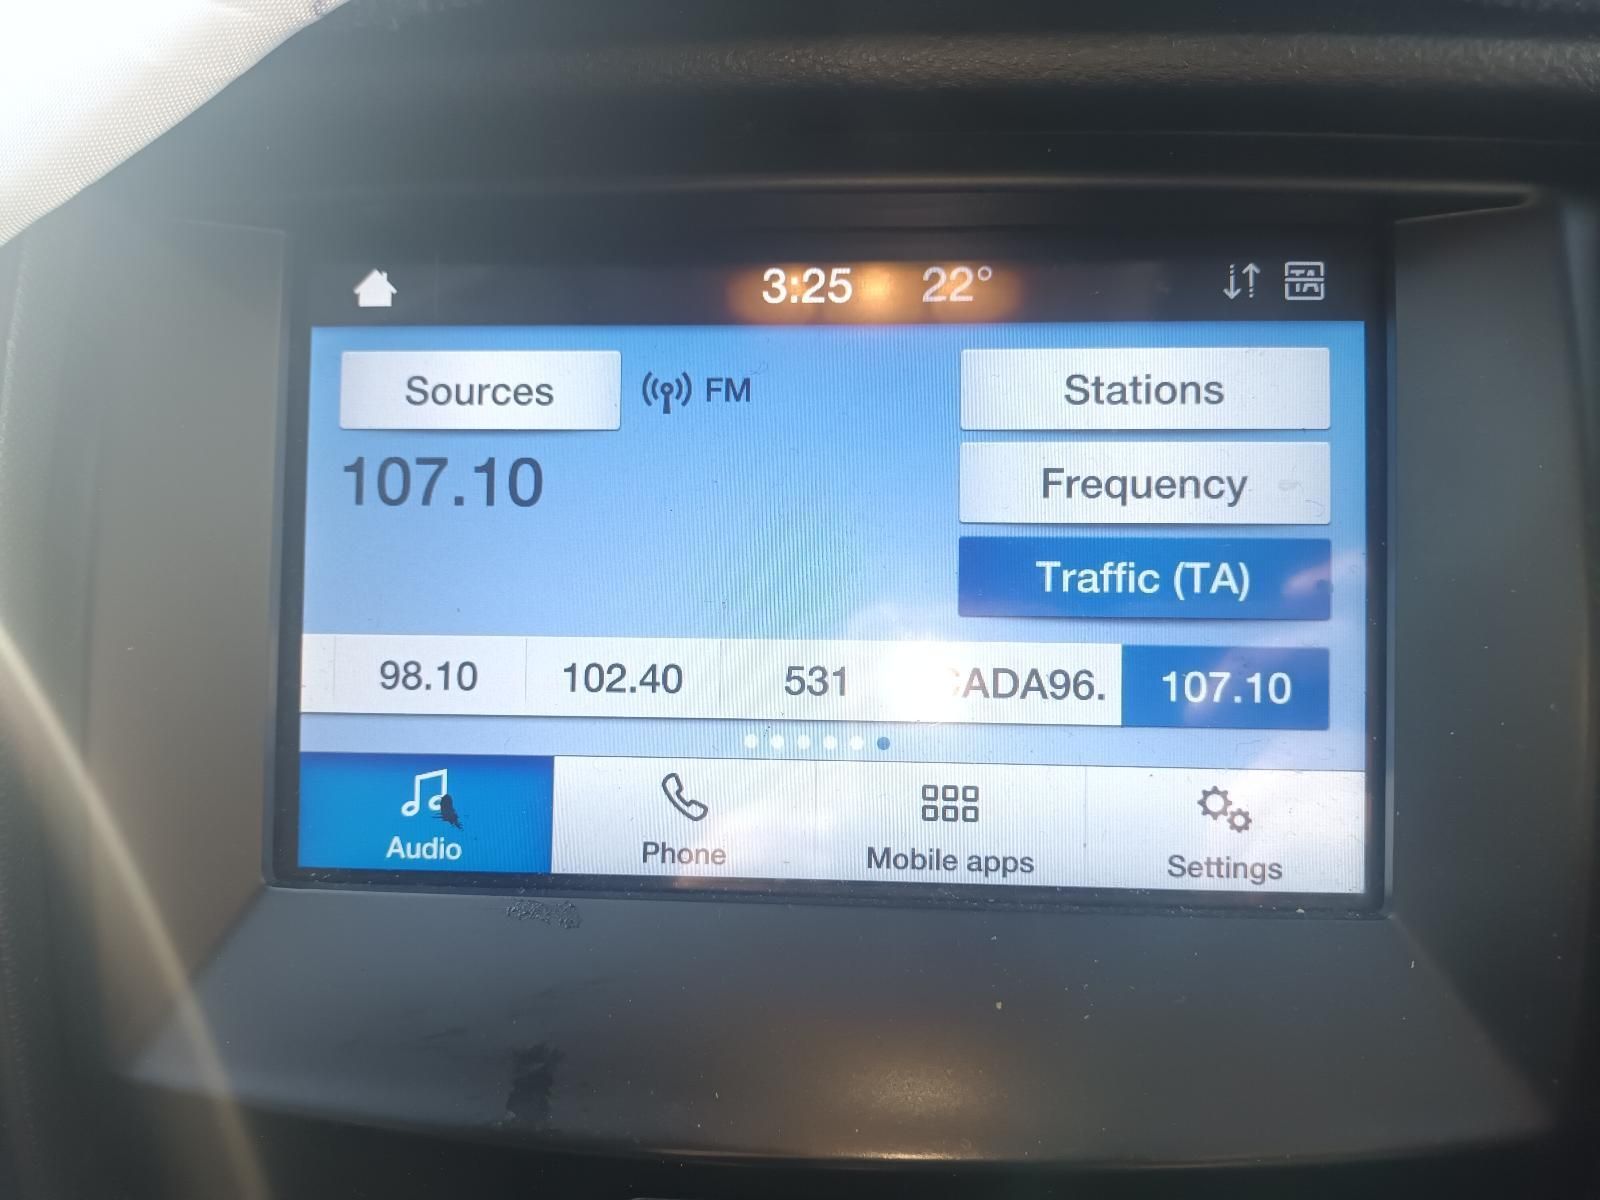 3:25 22°
TA
Sources FM Stations
107.10
Frequency
Traffic (TA)
98.10 102.40 531 ADA96. 107.10
Audio Phone Mobile apps Settings